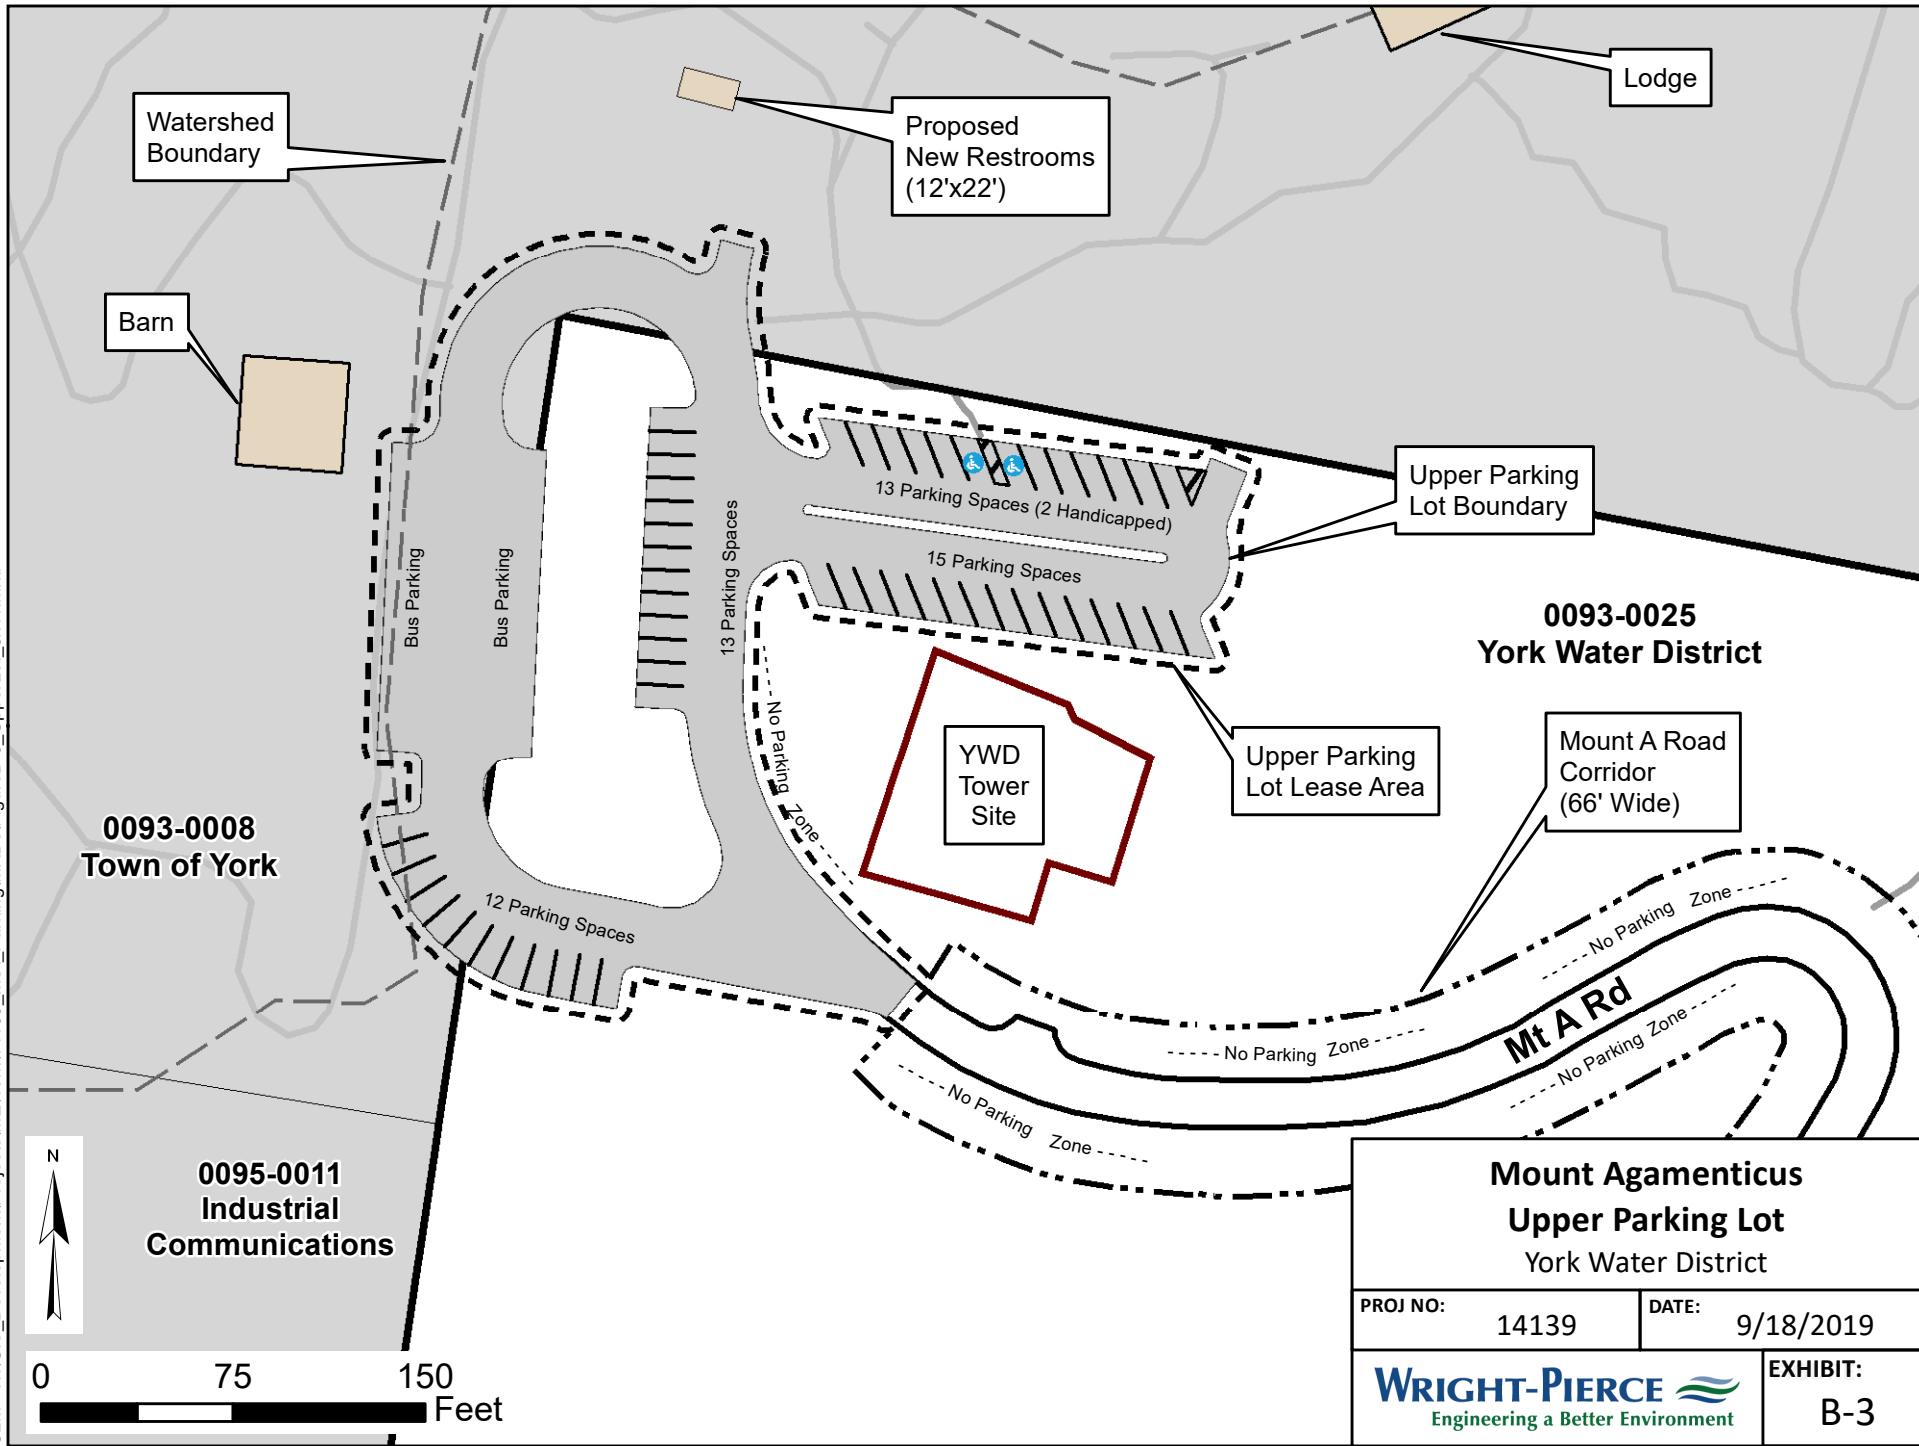 Lodge
Watershed
Boundary
Proposed
New Restrooms
(12'x22')
Barn
13 Parking Spaces (2 Handicapped)
15 Parking Spaces
Upper Parking
Lot Boundary
Bus Parking
Bus Parking
13 Parking Spaces
0093-0025
York Water District
No Parking Zone
YWD
Tower
Site
Upper Parking
Lot Lease Area
Mount A Road
Corridor
(66' Wide)
0093-0008
Town of York
12 Parking Spaces
No Parking Zone
Mt A Rd
No Parking Zone
No Parking Zone
No Parking Zone
0095-0011
Industrial
Communications
N
0 75 150
Feet
Mount Agamenticus
Upper Parking Lot
York Water District
PROJ NO: 14139
DATE: 9/18/2019
WRIGHT-PIERCE
Engineering a Better Environment
EXHIBIT:
B-3